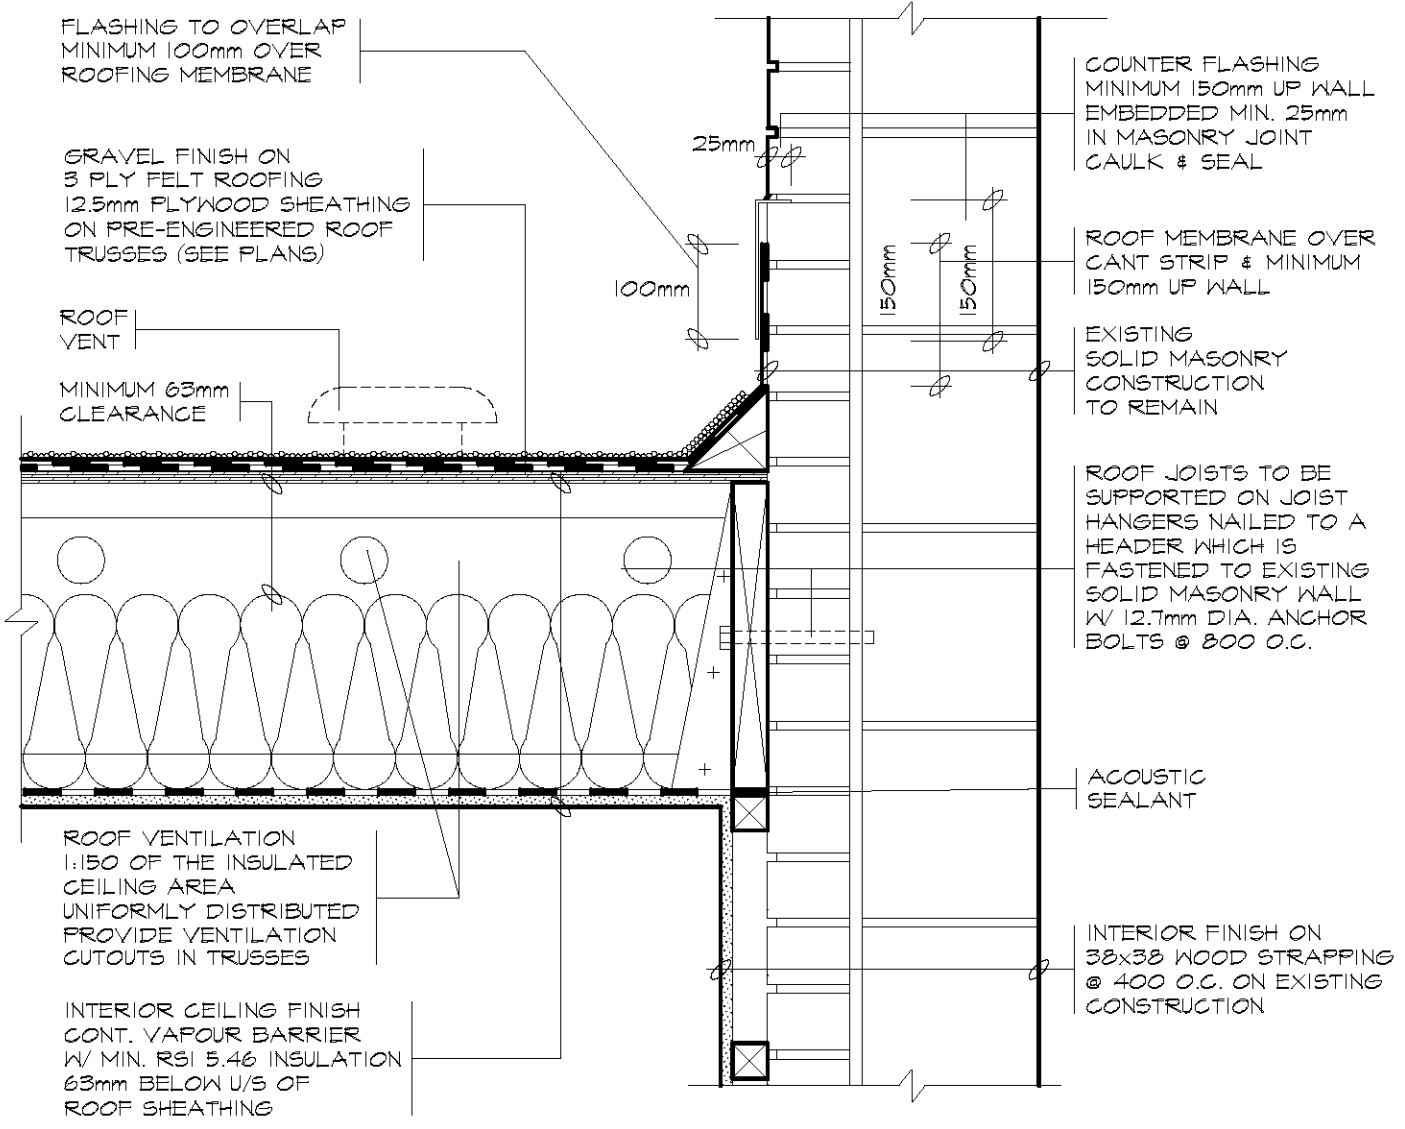 FLASHING TO OVERLAP
MINIMUM 100mm OVER
ROOFING MEMBRANE
GRAVEL FINISH ON
3 PLY FELT ROOFING
12.5mm PLYWOOD SHEATHING
ON PRE-ENGINEERED ROOF
TRUSSES (SEE PLANS)
ROOF
VENT
MINIMUM 63mm
CLEARANCE
ROOF VENTILATION
1:150 OF THE INSULATED
CEILING AREA
UNIFORMLY DISTRIBUTED
PROVIDE VENTILATION
CUTOUTS IN TRUSSES
INTERIOR CEILING FINISH
CONT. VAPOUR BARRIER
W/ MIN. RSI 5.46 INSULATION
63mm BELOW U/S OF
ROOF SHEATHING
25mm
100mm
150mm
150mm
COUNTER FLASHING
MINIMUM 150mm UP WALL
EMBEDDED MIN. 25mm
IN MASONRY JOINT
CAULK & SEAL
ROOF MEMBRANE OVER
CANT STRIP & MINIMUM
150mm UP WALL
EXISTING
SOLID MASONRY
CONSTRUCTION
TO REMAIN
ROOF JOISTS TO BE
SUPPORTED ON JOIST
HANGERS NAILED TO A
HEADER WHICH IS
FASTENED TO EXISTING
SOLID MASONRY WALL
W/ 12.7mm DIA. ANCHOR
BOLTS @ 800 O.C.
ACOUSTIC
SEALANT
INTERIOR FINISH ON
38x38 WOOD STRAPPING
@ 400 O.C. ON EXISTING
CONSTRUCTION